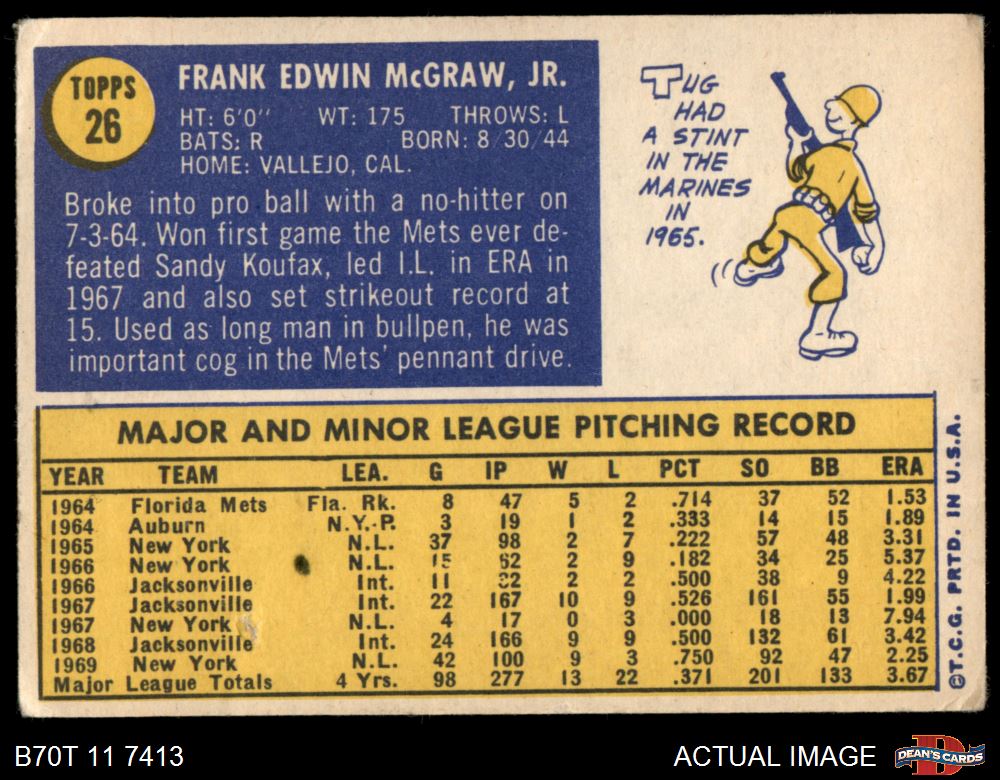 TOPPS
26
FRANK EDWIN McGRAW, JR.
HT: 6'0" WT: 175 THROWS: L
BATS: R BORN: 8/30/44
HOME: VALLEJO, CAL.
Broke into pro ball with a no-hitter on
7-3-64. Won first game the Mets ever de-
feated Sandy Koufax, led I.L. in ERA in
1967 and also set strikeout record at
15. Used as long man in bullpen, he was
important cog in the Mets' pennant drive.
TUG
HAD
A STINT
IN THE
MARINES
IN
1965.
MAJOR AND MINOR LEAGUE PITCHING RECORD
YEAR TEAM LEA. G IP W L PCT SO BB ERA
1964 Florida Mets Fla. Rk. 8 47 5 2 .714 37 52 1.53
1964 Auburn N.Y.-P. 3 19 1 2 .333 14 15 1.89
1965 New York N.L. 37 98 2 7 .222 57 48 3.31
1966 New York N.L. 15 62 2 9 .182 34 25 5.37
1966 Jacksonville Int. 11 32 2 2 .500 38 9 4.22
1967 Jacksonville Int. 22 167 10 9 .526 161 55 1.99
1967 New York N.L. 4 17 0 3 .000 18 13 7.94
1968 Jacksonville Int. 24 166 9 9 .500 132 61 3.42
1969 New York N.L. 42 100 9 3 .750 92 47 2.25
Major League Totals 4 Yrs. 98 277 13 22 .371 201 133 3.67
©T.C.G. PRTD. IN U.S.A.
B70T 11 7413 ACTUAL IMAGE
DEAN'S CARDS